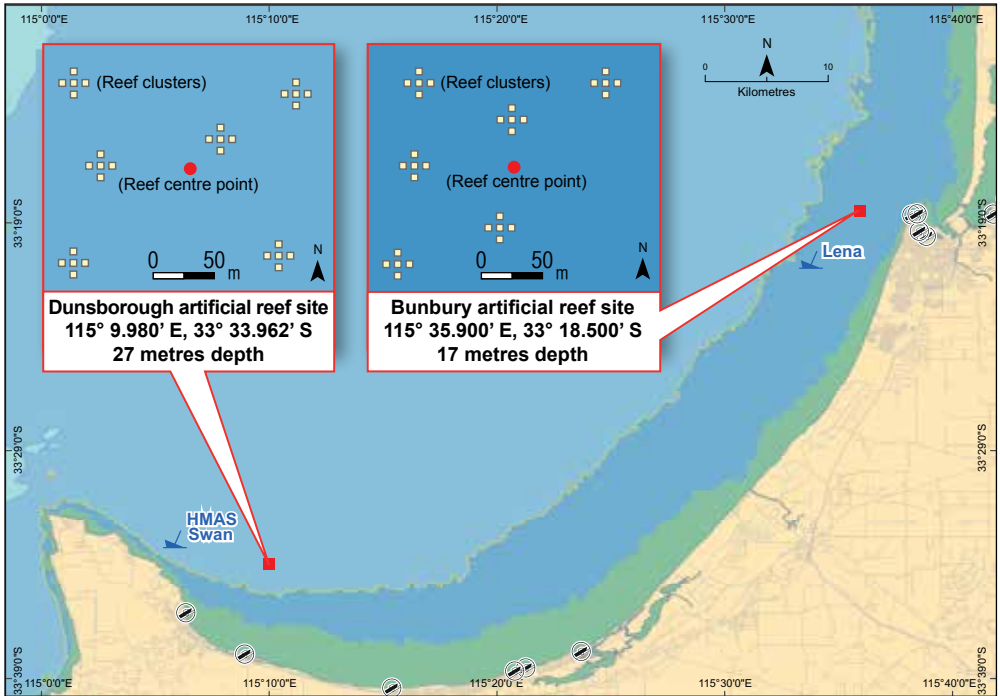 115°0'0"E
115°10'0"E
115°20'0"E
115°30'0"E
115°40'0"E
(Reef clusters)
(Reef centre point)
0 50 m
N
Dunsborough artificial reef site
115° 9.980’ E, 33° 33.962’ S
27 metres depth
(Reef clusters)
(Reef centre point)
0 50 m
N
Bunbury artificial reef site
115° 35.900’ E, 33° 18.500’ S
17 metres depth
N
0 10
Kilometres
33°19'0"S
33°19'0"S
Lena
33°29'0"S
33°29'0"S
HMAS
Swan
33°39'0"S
33°39'0"S
115°0'0"E
115°10'0"E
115°20'0"E
115°30'0"E
115°40'0"E